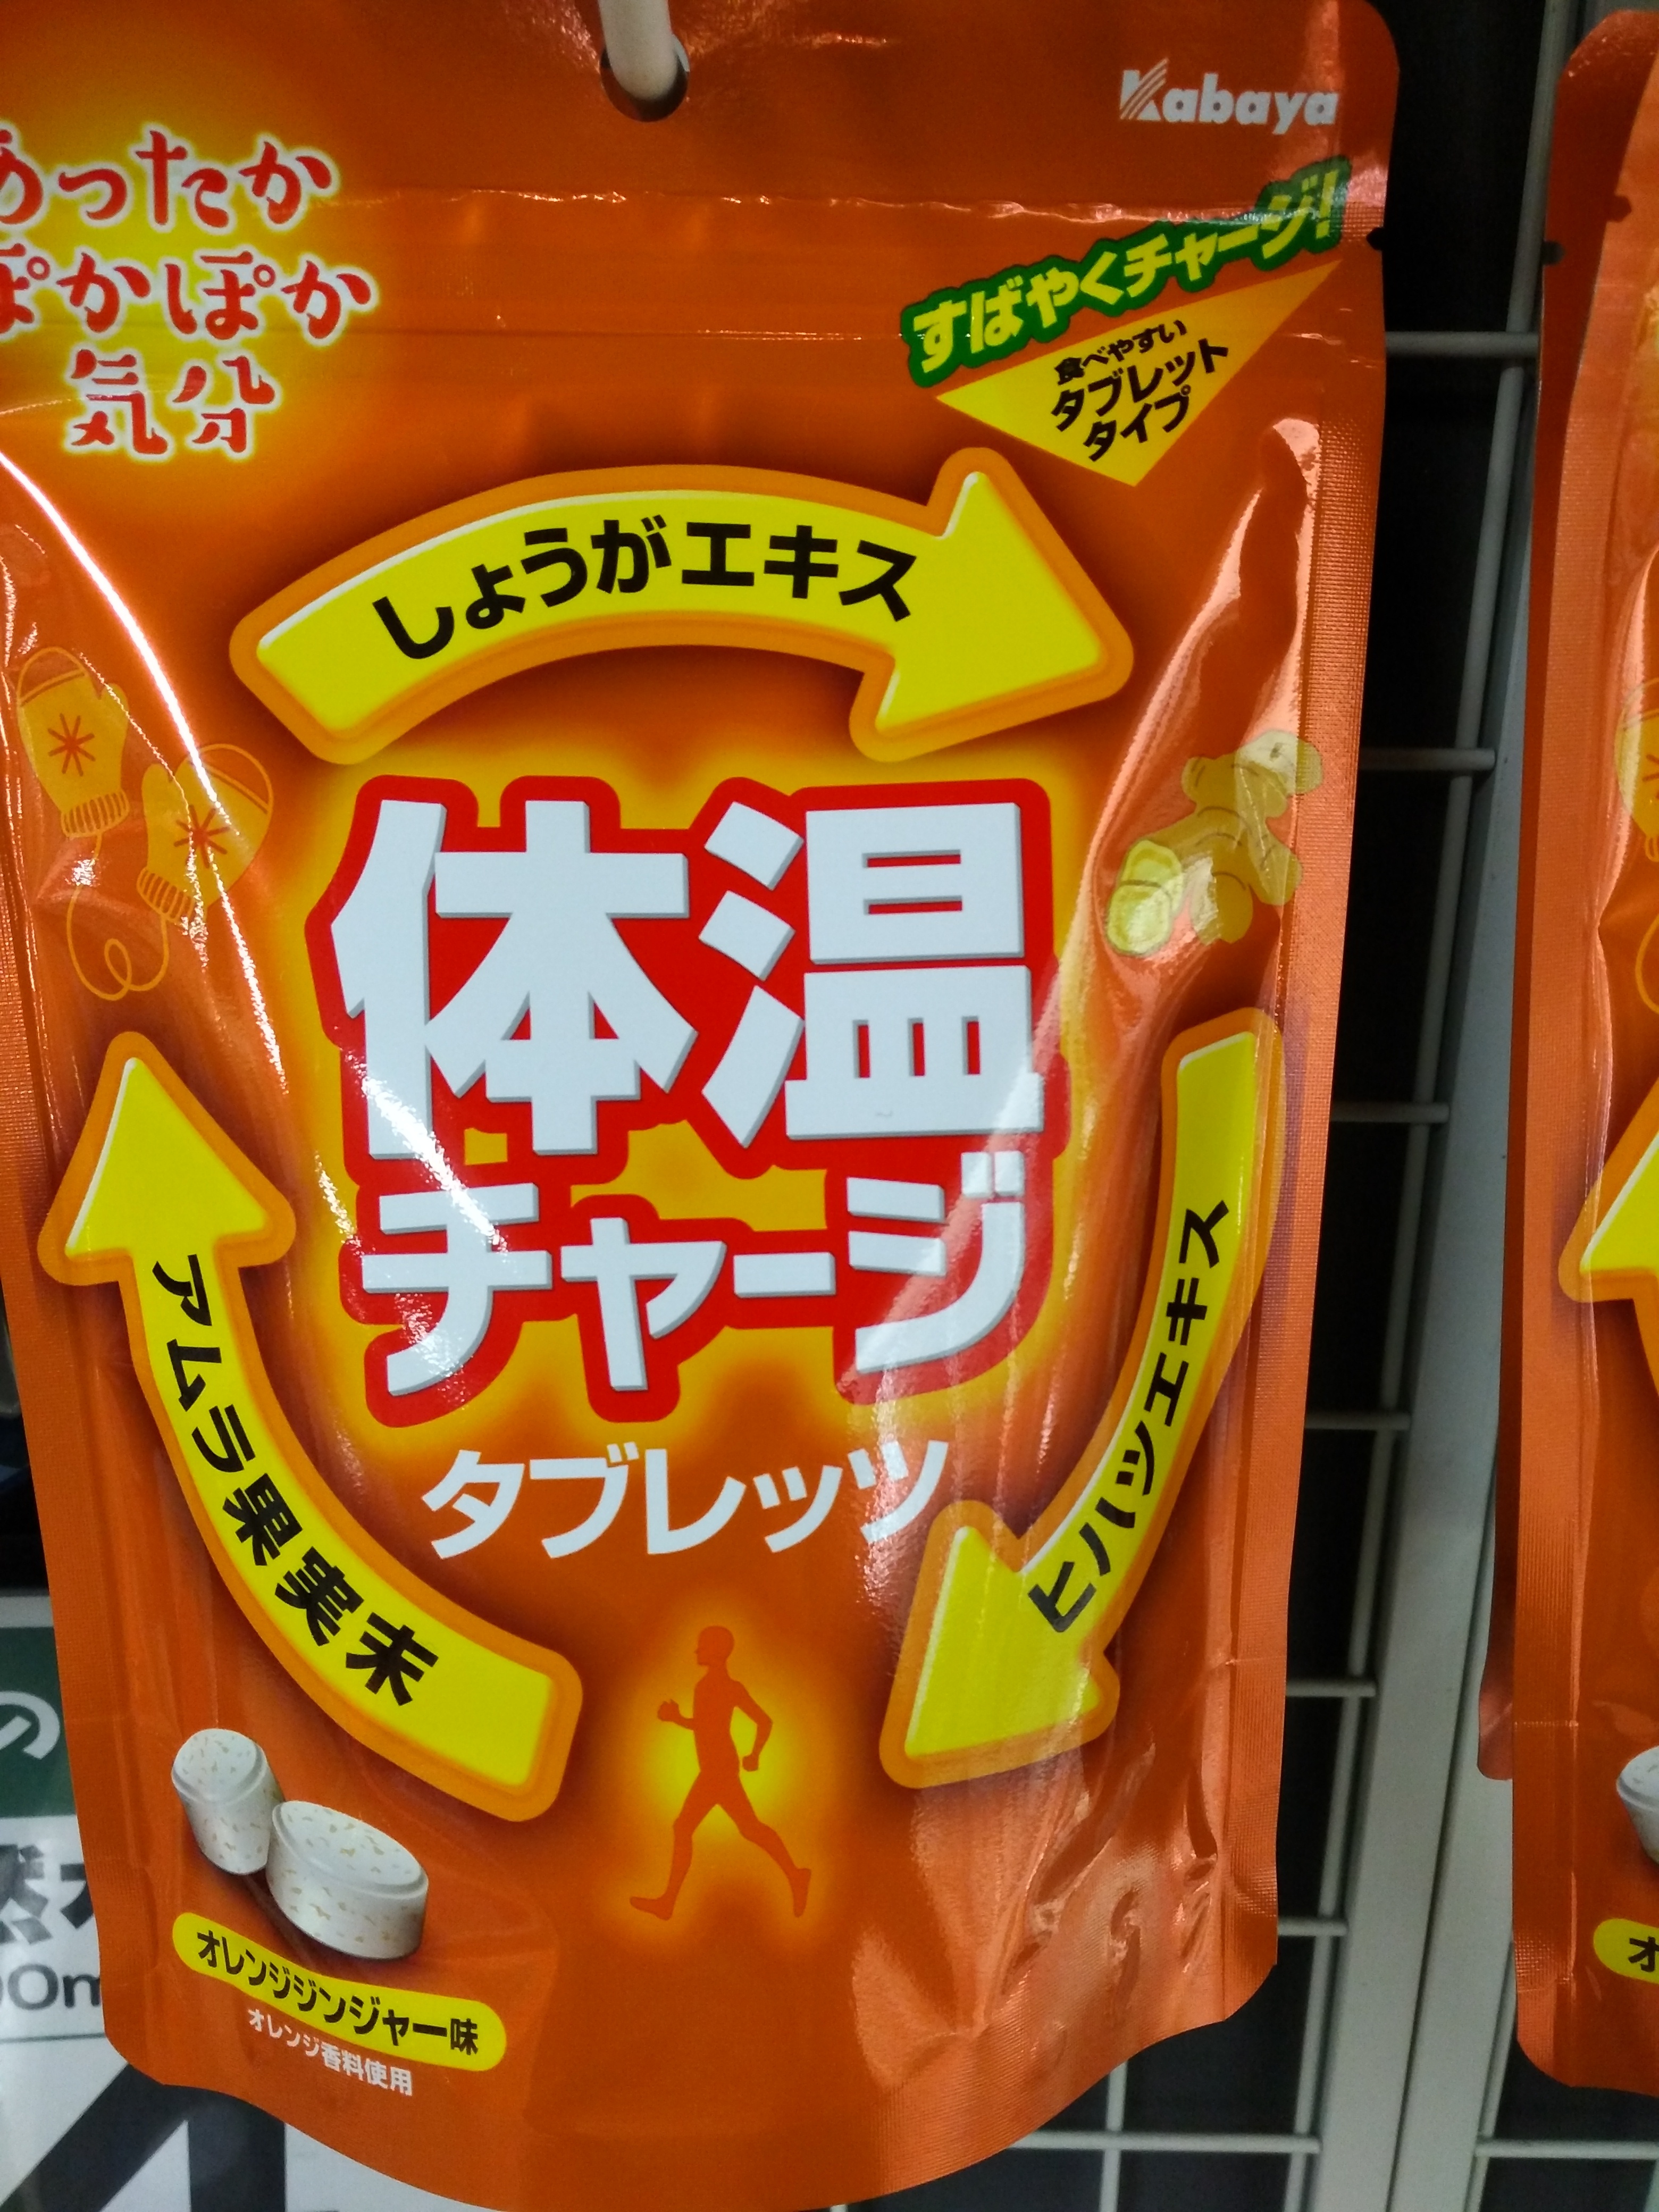 Kabaya
あったか
ぽかぽか
気分
すばやくチャージ!
食べやすい
タブレット
タイプ
しょうがエキス
体温
チャージ
タブレッツ
ヒハツエキス
アムラ果実末
オレンジジンジャー味
オレンジ香料使用
の
オ